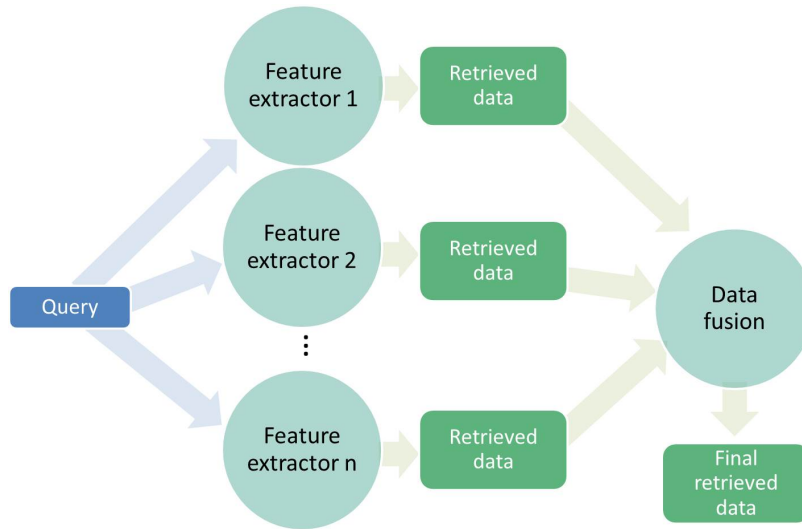 Feature
extractor 1
Retrieved
data
Feature
extractor 2
Retrieved
data
Query
Data
fusion
⋮
Feature
extractor n
Retrieved
data
Final
retrieved
data